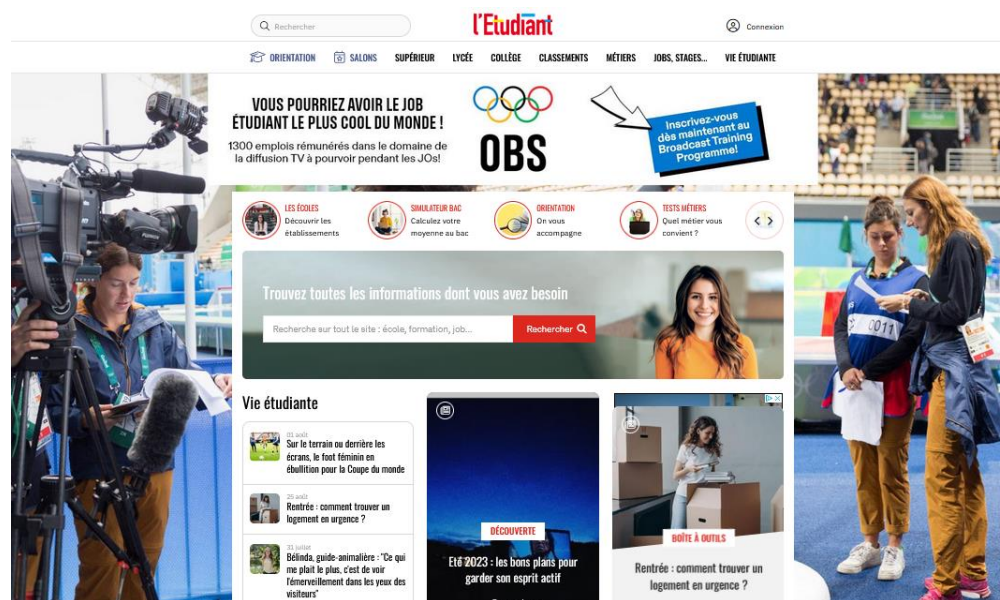 Rechercher
l'Etudiant
Connexion
ORIENTATION
SALONS
SUPÉRIEUR
LYCÉE
COLLÈGE
CLASSEMENTS
MÉTIERS
JOBS, STAGES...
VIE ÉTUDIANTE
VOUS POURRIEZ AVOIR LE JOB
ÉTUDIANT LE PLUS COOL DU MONDE !
1300 emplois rémunérés dans le domaine de
la diffusion TV à pourvoir pendant les JOs!
OBS
Inscrivez-vous
dès maintenant au
Broadcast Training
Programme!
LES ÉCOLES
Découvrir les
établissements
SIMULATEUR BAC
Calculez votre
moyenne au bac
ORIENTATION
On vous
accompagne
TESTS MÉTIERS
Quel métier vous
convient ?
Trouvez toutes les informations dont vous avez besoin
Recherche sur tout le site : école, formation, job...
Rechercher
Vie étudiante
01 août
Sur le terrain ou derrière les
écrans, le foot féminin en
ébullition pour la Coupe du monde
29 août
Rentrée : comment trouver un
logement en urgence ?
31 juillet
Bélinda, guide-animalière : "Ce qui
me plait le plus, c'est de voir
l'émerveillement dans les yeux des
visiteurs"
DÉCOUVERTE
Eté 2023 : les bons plans pour
garder son esprit actif
BOÎTE À OUTILS
Rentrée : comment trouver un
logement en urgence ?
0011